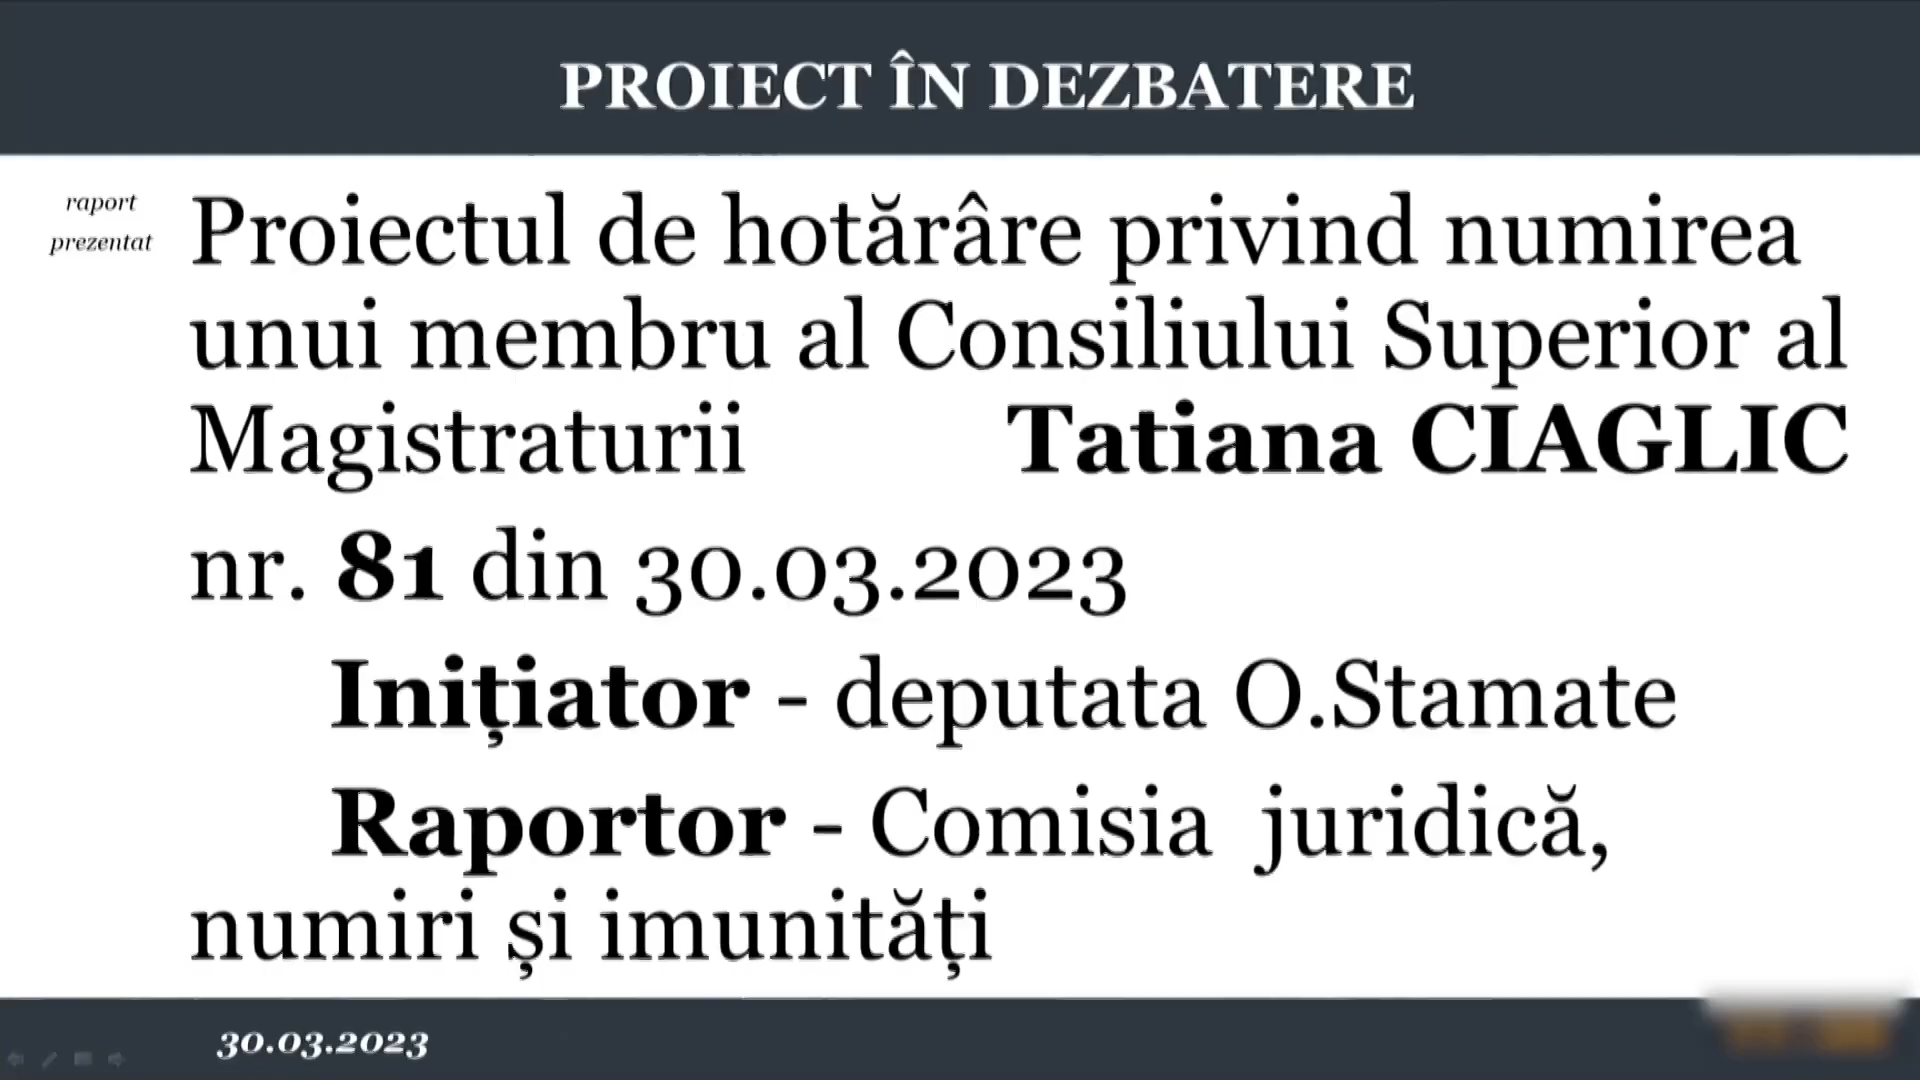 PROIECT ÎN DEZBATERE
raport
prezentat
Proiectul de hotărâre privind numirea
unui membru al Consiliului Superior al
Magistraturii Tatiana CIAGLIC
nr. 81 din 30.03.2023
Inițiator - deputata O.Stamate
Raportor - Comisia juridică,
numiri și imunități
30.03.2023